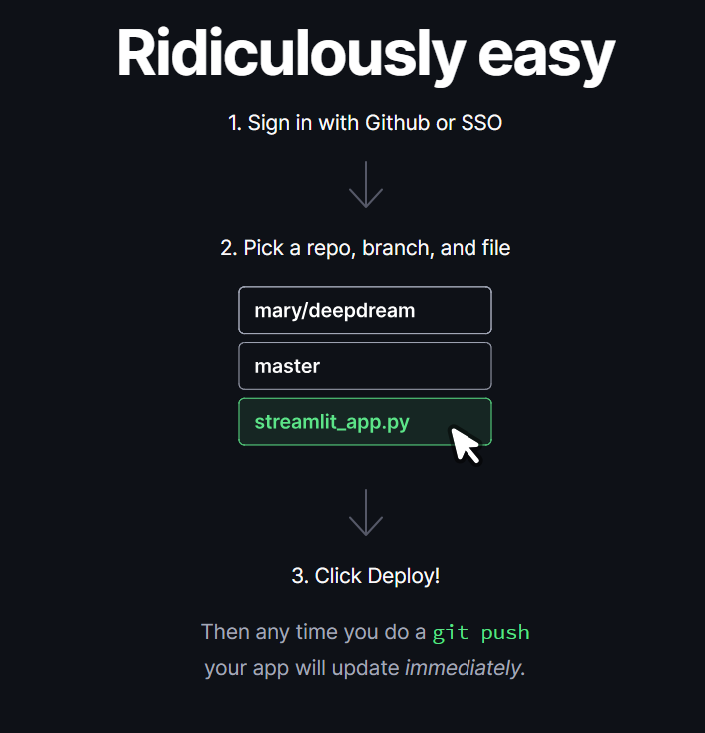 Ridiculously easy
1. Sign in with Github or SSO
2. Pick a repo, branch, and file
mary/deepdream
master
streamlit_app.py
3. Click Deploy!
Then any time you do a git push
your app will update immediately.